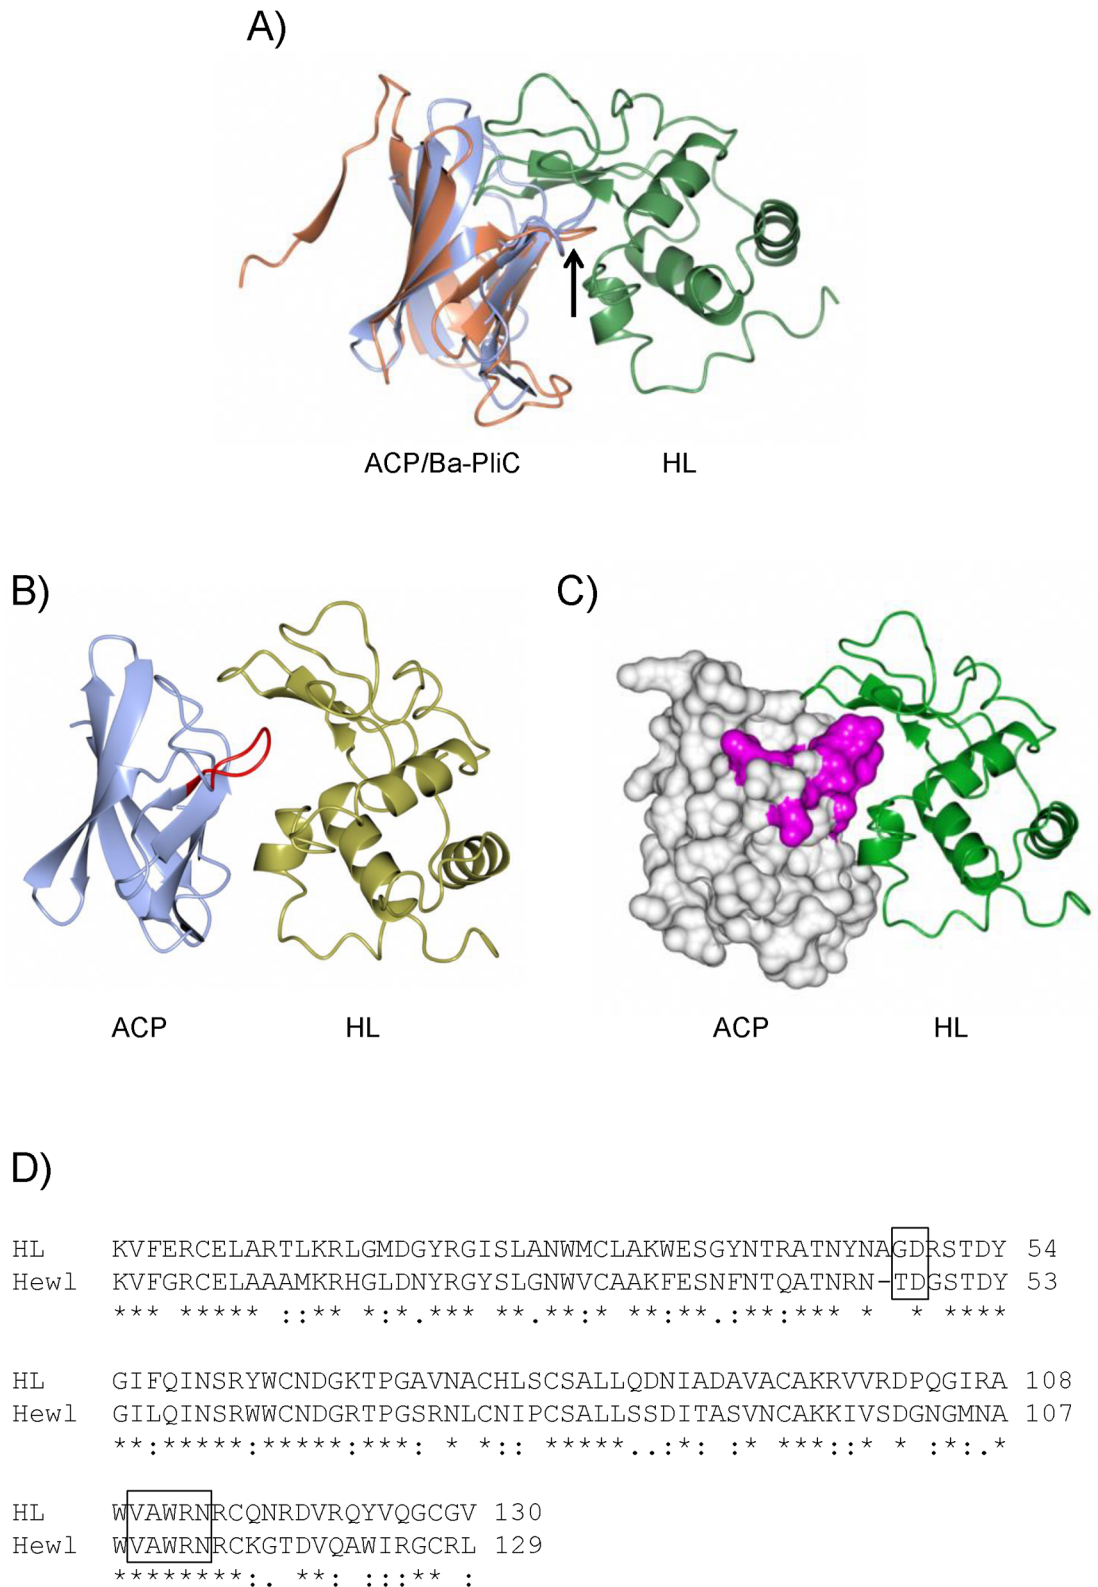 A)
ACP/Ba-PliC HL
B) C)
ACP HL ACP HL
D)
HL KVFERCELARTLKRLGMDGYRGISLANWMCLAKWESGYNTRATNYNAGDRSTDY 54
Hewl KVFGRCELAAAMKRHGLDNYRGYSLGNWVCAAKFESNFNTQATNRN-TDGSTDY 53
*** ***** ::** *:*.**** **.**:* **:**.:**:*** * * ****
HL GIFQINSRYWCNDGKTPGAVNACHLSCSALLQDNIADAVACAKRVVRDPQGIRA 108
Hewl GILQINSRWWCNDGRTPGSRNLCNIPCSALLSSDITASVNCAKKIVSDGNGMNA 107
**:*****:*****:***: * *:: *****..:*: :* ***::* * :*:.*
HL WVAWRNRCQNRDVRQYVQGCGV 130
Hewl WVAWRNRCKGTDVQAWIRGCRL 129
********:. **: :::** :